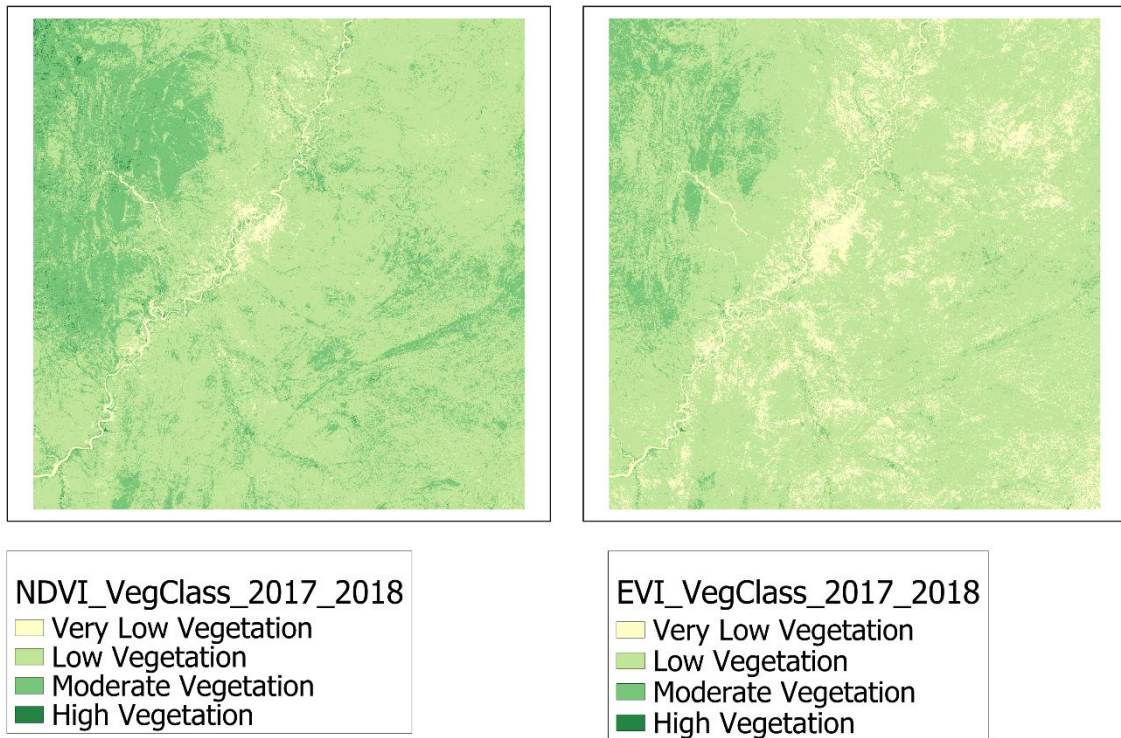 NDVI_VegClass_2017_2018
Very Low Vegetation
Low Vegetation
Moderate Vegetation
High Vegetation
EVI_VegClass_2017_2018
Very Low Vegetation
Low Vegetation
Moderate Vegetation
High Vegetation